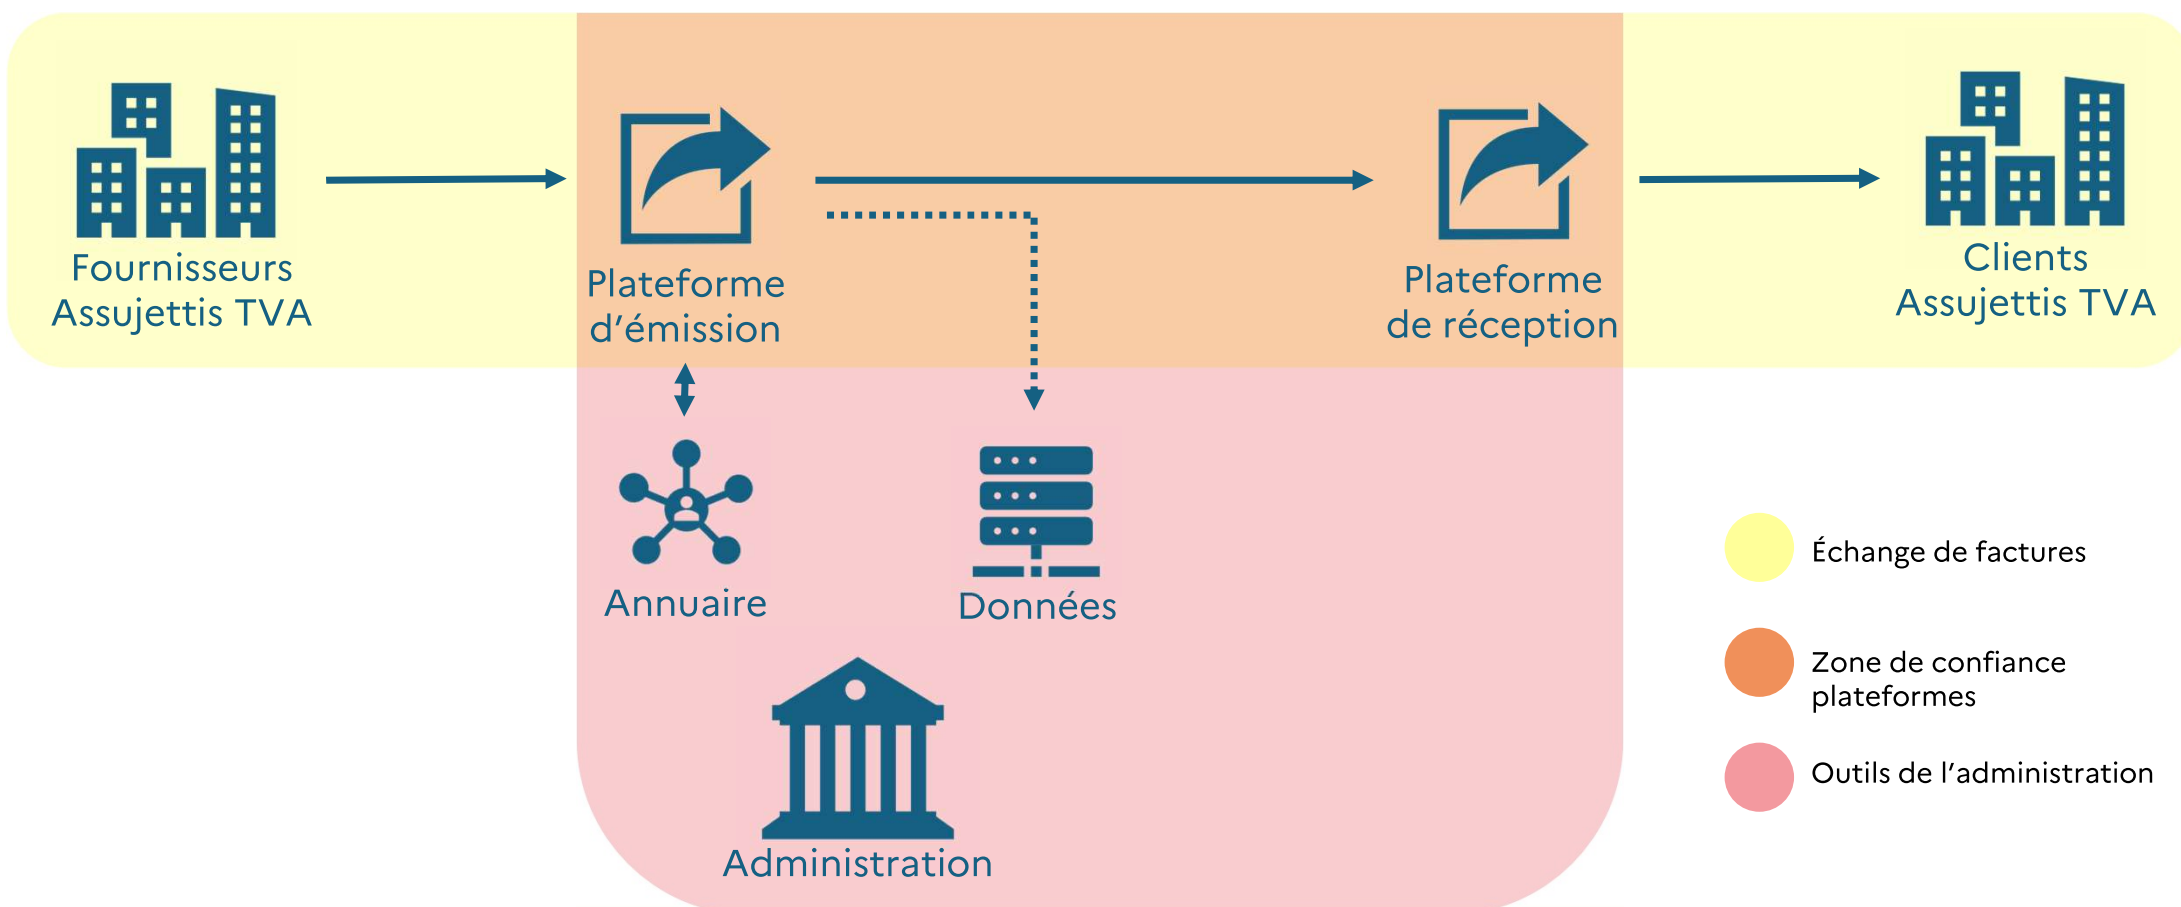 Fournisseurs
Assujettis TVA
Plateforme
d’émission
Plateforme
de réception
Clients
Assujettis TVA
Annuaire
Données
Administration
Échange de factures
Zone de confiance
plateformes
Outils de l’administration